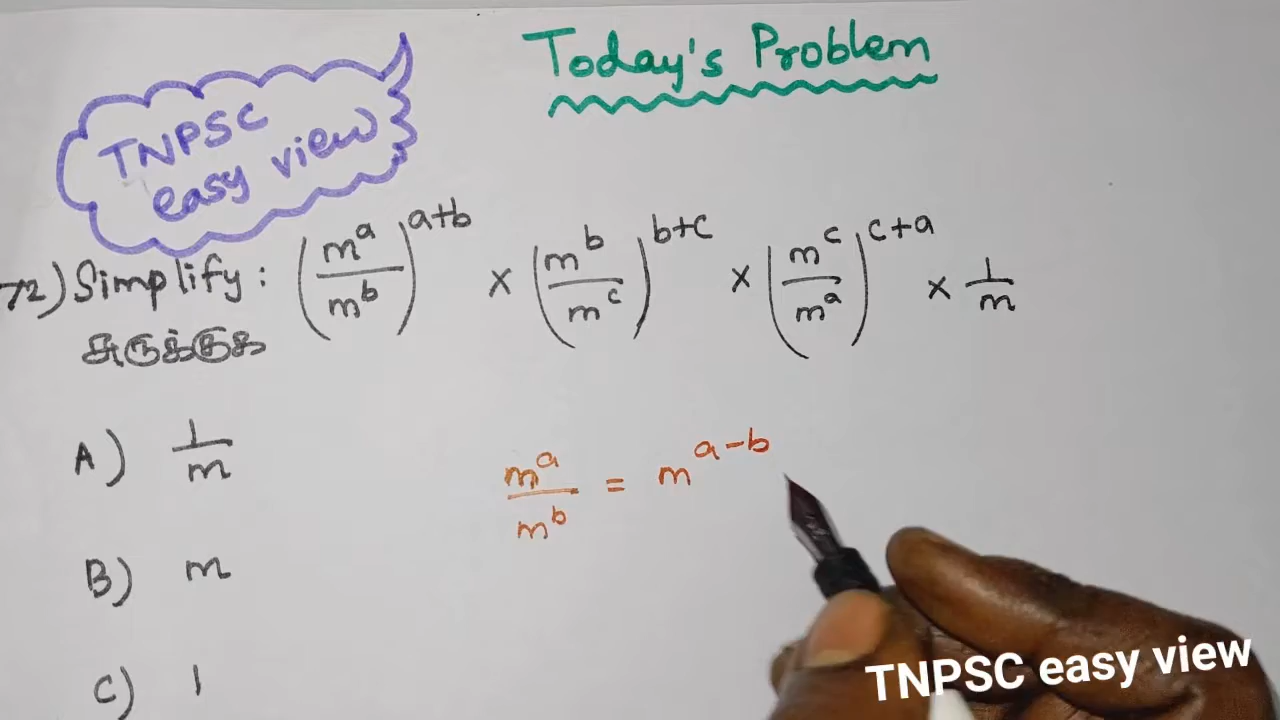 Today's Problem
TNPSC
easy view
72) Simplify : (m^a/m^b)^(a+b) × (m^b/m^c)^(b+c) × (m^c/m^a)^(c+a) × 1/m
சுருக்குக
A) 1/m
m^a/m^b = m^(a-b)
B) m
C) 1
TNPSC easy view